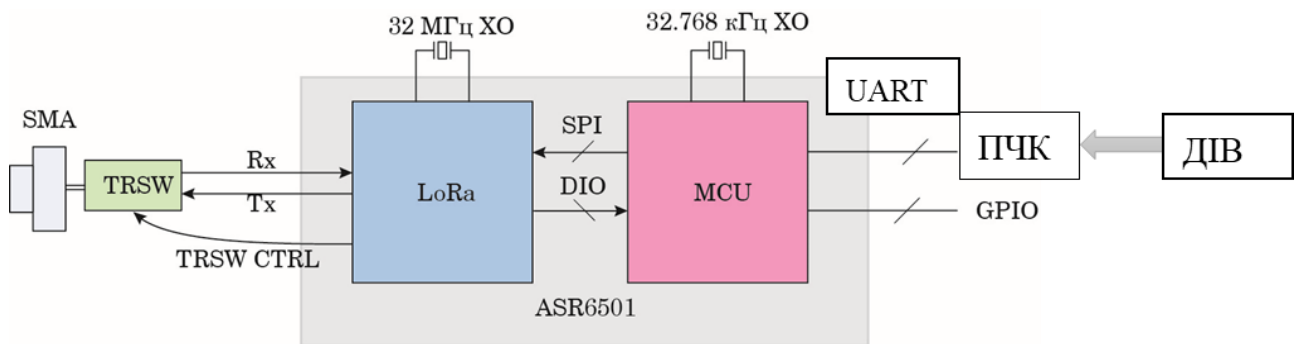 32 МГц ХО
32.768 кГц ХО
UART
SMA
SPI
ПЧК
ДІВ
Rx
TRSW
LoRa
MCU
DIO
Tx
GPIO
TRSW CTRL
ASR6501